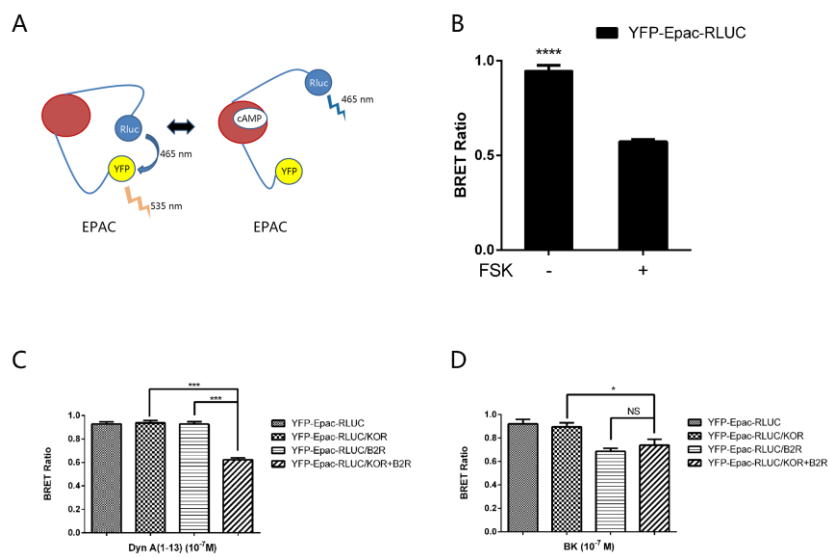 A
Rluc
465 nm
YFP
535 nm
EPAC
cAMP
Rluc
465 nm
YFP
EPAC
B
YFP-Epac-RLUC
****
BRET Ratio
1.0
0.5
0.0
FSK - +
C
***
***
BRET Ratio
1.0
0.8
0.6
0.4
0.2
0.0
YFP-Epac-RLUC
YFP-Epac-RLUC/KOR
YFP-Epac-RLUC/B2R
YFP-Epac-RLUC/KOR+B2R
Dyn A(1-13) (10⁻⁷M)
D
*
NS
BRET Ratio
1.0
0.8
0.6
0.4
0.2
0.0
YFP-Epac-RLUC
YFP-Epac-RLUC/KOR
YFP-Epac-RLUC/B2R
YFP-Epac-RLUC/KOR+B2R
BK (10⁻⁷ M)